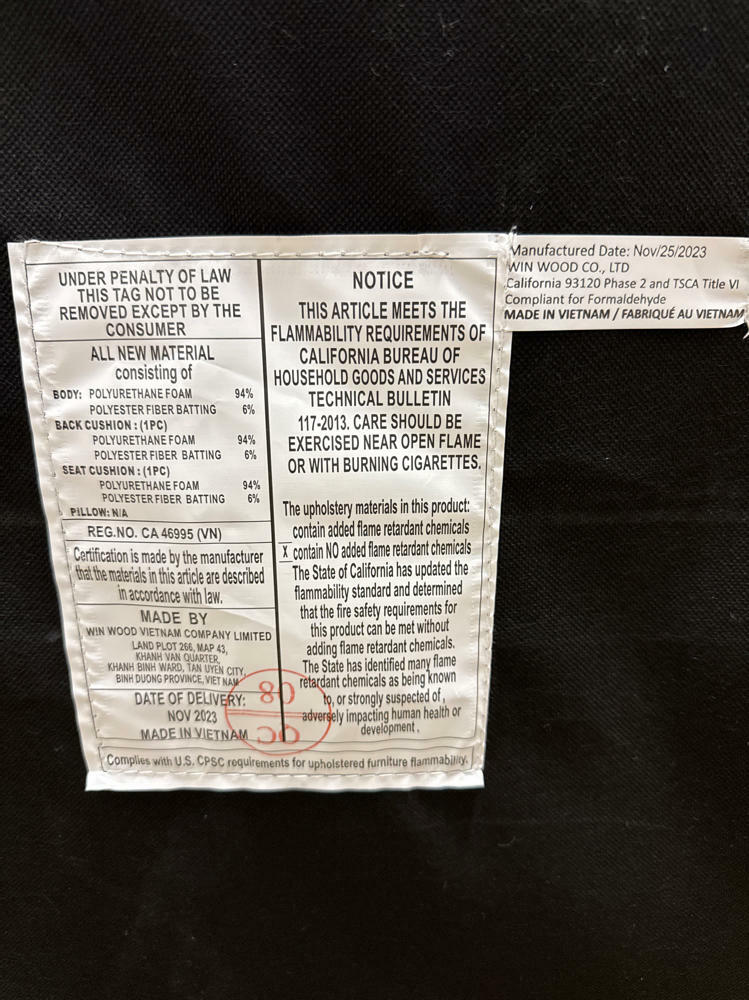 UNDER PENALTY OF LAW
THIS TAG NOT TO BE
REMOVED EXCEPT BY THE
CONSUMER
ALL NEW MATERIAL
consisting of
BODY: POLYURETHANE FOAM 94%
POLYESTER FIBER BATTING 6%
BACK CUSHION : (1PC)
POLYURETHANE FOAM 94%
POLYESTER FIBER BATTING 6%
SEAT CUSHION : (1PC)
POLYURETHANE FOAM 94%
POLYESTER FIBER BATTING 6%
PILLOW: N/A
REG.NO. CA 46995 (VN)
Certification is made by the manufacturer
that the materials in this article are described
in accordance with law.
MADE BY
WIN WOOD VIETNAM COMPANY LIMITED
LAND PLOT 266, MAP 43,
KHANH VAN QUARTER,
KHANH BINH WARD, TAN UYEN CITY,
BINH DUONG PROVINCE, VIET NAM
DATE OF DELIVERY:
NOV 2023
MADE IN VIETNAM
NOTICE
THIS ARTICLE MEETS THE
FLAMMABILITY REQUIREMENTS OF
CALIFORNIA BUREAU OF
HOUSEHOLD GOODS AND SERVICES
TECHNICAL BULLETIN
117-2013. CARE SHOULD BE
EXERCISED NEAR OPEN FLAME
OR WITH BURNING CIGARETTES.
The upholstery materials in this product:
contain added flame retardant chemicals
X contain NO added flame retardant chemicals
The State of California has updated the
flammability standard and determined
that the fire safety requirements for
this product can be met without
adding flame retardant chemicals.
The State has identified many flame
retardant chemicals as being known
to, or strongly suspected of,
adversely impacting human health or
development.
Complies with U.S. CPSC requirements for upholstered furniture flammability.
QC
08
Manufactured Date: Nov/25/2023
WIN WOOD CO., LTD
California 93120 Phase 2 and TSCA Title VI
Compliant for Formaldehyde
MADE IN VIETNAM / FABRIQUÉ AU VIETNAM